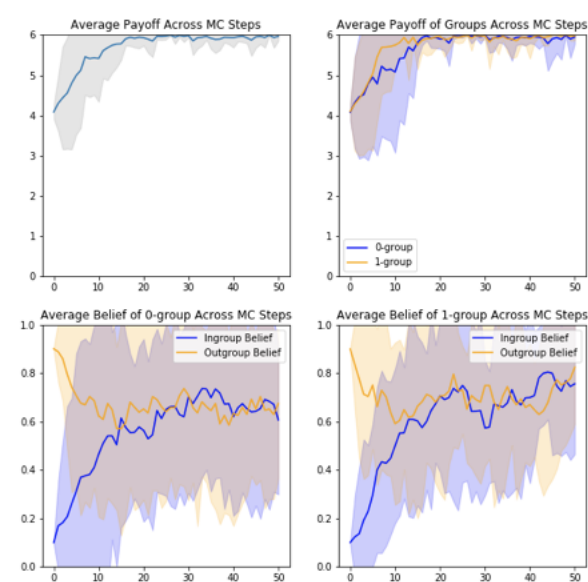 Average Payoff Across MC Steps
6
5
4
3
2
1
0
0 10 20 30 40 50
Average Payoff of Groups Across MC Steps
6
5
4
3
2
1
0
0-group
1-group
0 10 20 30 40 50
Average Belief of 0-group Across MC Steps
1.0
0.8
0.6
0.4
0.2
0.0
Ingroup Belief
Outgroup Belief
0 10 20 30 40 50
Average Belief of 1-group Across MC Steps
1.0
0.8
0.6
0.4
0.2
0.0
Ingroup Belief
Outgroup Belief
0 10 20 30 40 50